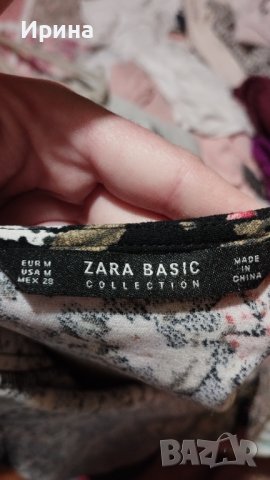 Ирина
EUR M
USA M
MEX 28
ZARA BASIC
COLLECTION
MADE IN
CHINA
BAZAR